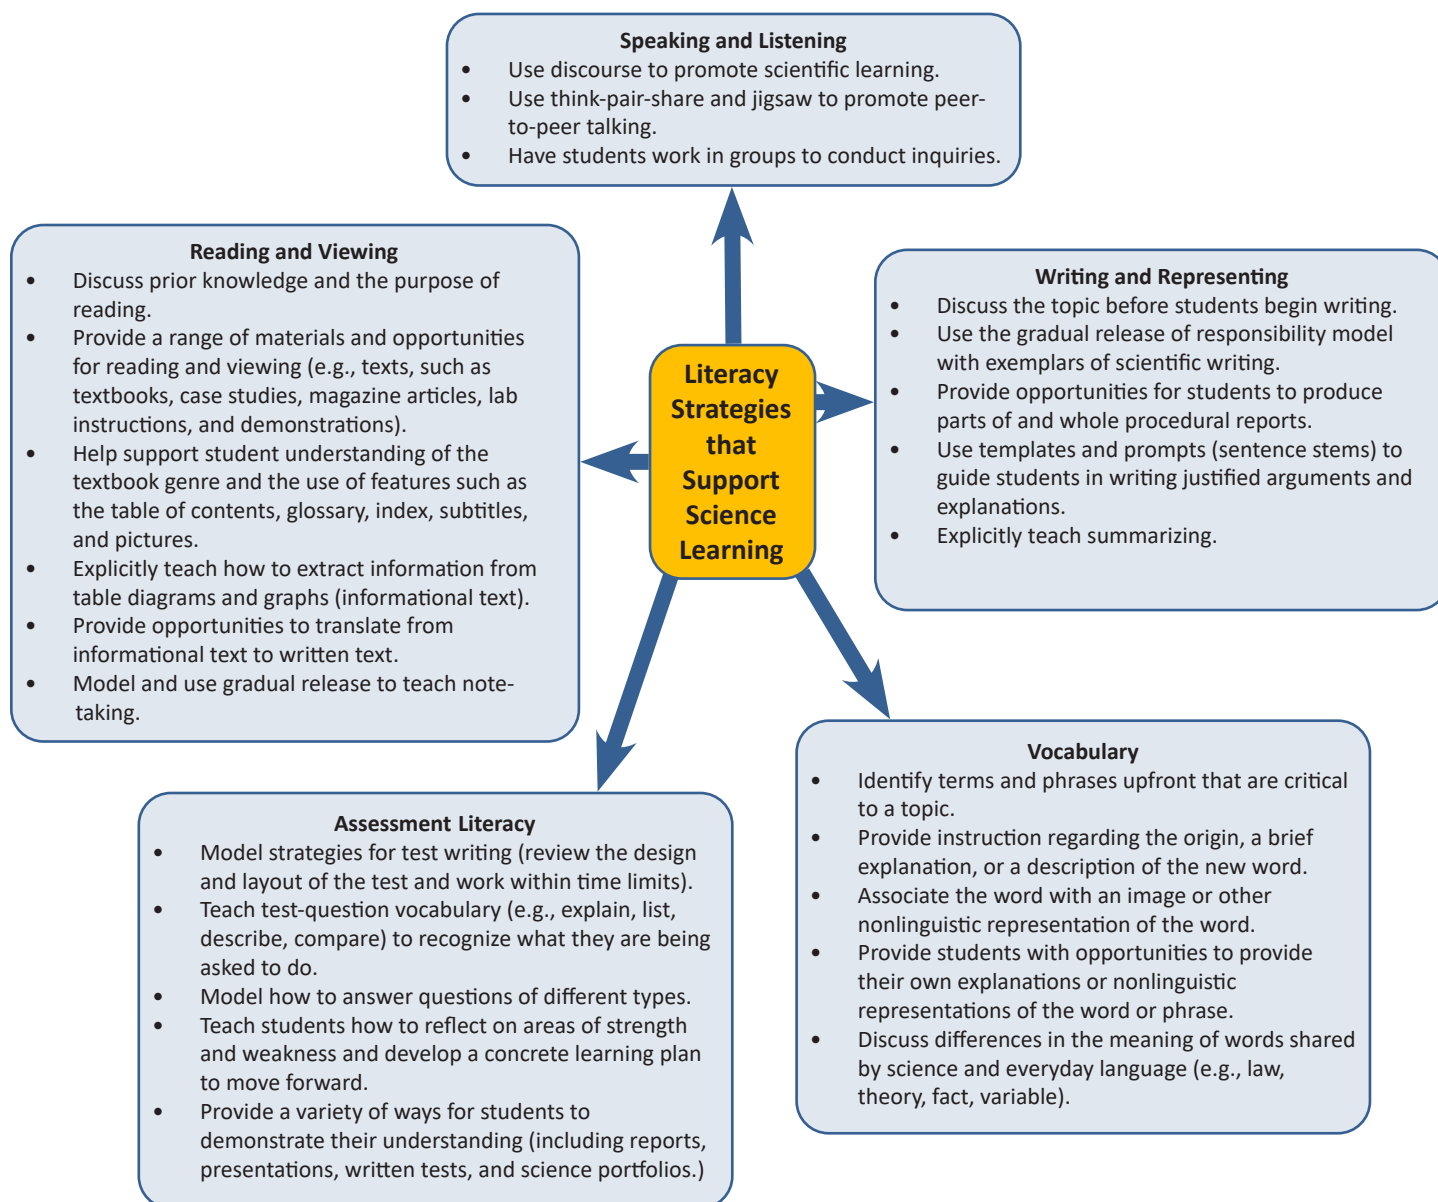 Speaking and Listening
• Use discourse to promote scientific learning.
• Use think-pair-share and jigsaw to promote peer-
to-peer talking.
• Have students work in groups to conduct inquiries.
Reading and Viewing
• Discuss prior knowledge and the purpose of
reading.
• Provide a range of materials and opportunities
for reading and viewing (e.g., texts, such as
textbooks, case studies, magazine articles, lab
instructions, and demonstrations).
• Help support student understanding of the
textbook genre and the use of features such as
the table of contents, glossary, index, subtitles,
and pictures.
• Explicitly teach how to extract information from
table diagrams and graphs (informational text).
• Provide opportunities to translate from
informational text to written text.
• Model and use gradual release to teach note-
taking.
Literacy
Strategies
that
Support
Science
Learning
Writing and Representing
• Discuss the topic before students begin writing.
• Use the gradual release of responsibility model
with exemplars of scientific writing.
• Provide opportunities for students to produce
parts of and whole procedural reports.
• Use templates and prompts (sentence stems) to
guide students in writing justified arguments and
explanations.
• Explicitly teach summarizing.
Assessment Literacy
• Model strategies for test writing (review the design
and layout of the test and work within time limits).
• Teach test-question vocabulary (e.g., explain, list,
describe, compare) to recognize what they are being
asked to do.
• Model how to answer questions of different types.
• Teach students how to reflect on areas of strength
and weakness and develop a concrete learning plan
to move forward.
• Provide a variety of ways for students to
demonstrate their understanding (including reports,
presentations, written tests, and science portfolios.)
Vocabulary
• Identify terms and phrases upfront that are critical
to a topic.
• Provide instruction regarding the origin, a brief
explanation, or a description of the new word.
• Associate the word with an image or other
nonlinguistic representation of the word.
• Provide students with opportunities to provide
their own explanations or nonlinguistic
representations of the word or phrase.
• Discuss differences in the meaning of words shared
by science and everyday language (e.g., law,
theory, fact, variable).